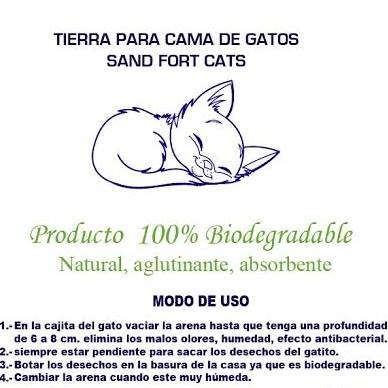 TIERRA PARA CAMA DE GATOS
SAND FORT CATS
Producto 100% Biodegradable
Natural, aglutinante, absorbente
MODO DE USO
1.- En la cajita del gato vaciar la arena hasta que tenga una profundidad
de 6 a 8 cm. elimina los malos olores, humedad, efecto antibacterial.
2.- siempre estar pendiente para sacar los desechos del gatito.
3.- Botar los desechos en la basura de la casa ya que es biodegradable.
4.- Cambiar la arena cuando este muy húmeda.